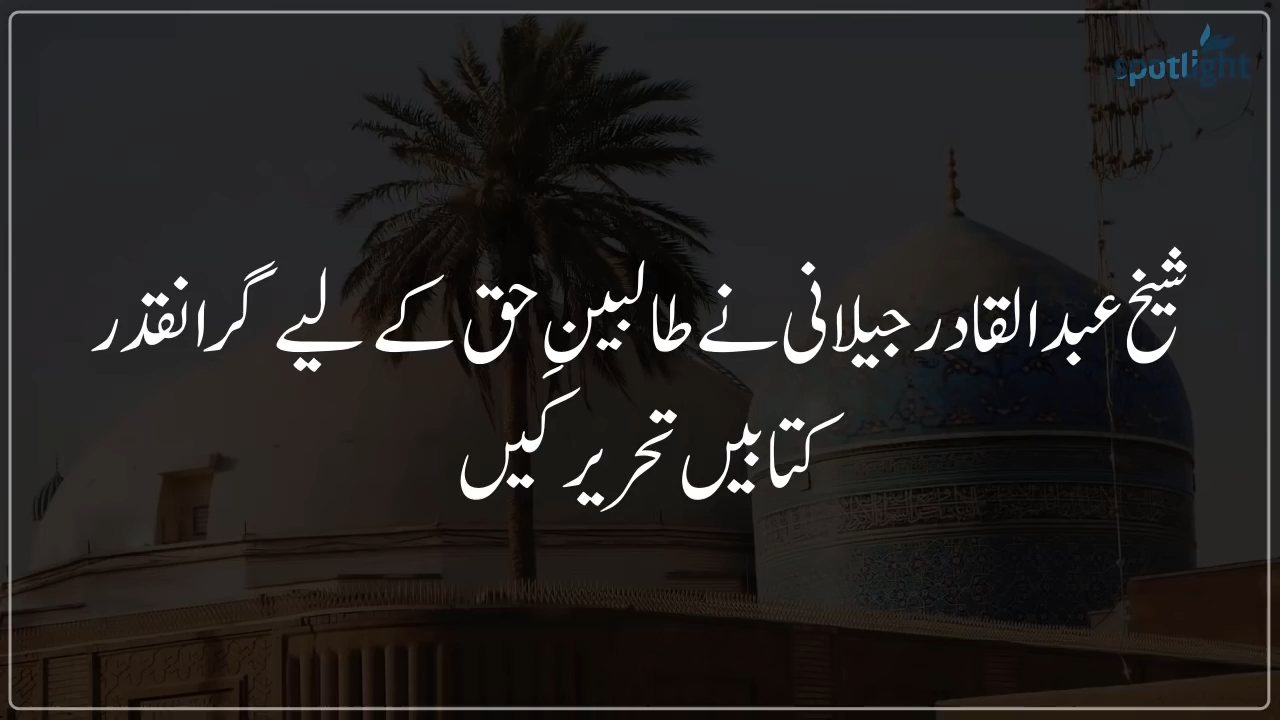 spotlight
شیخ عبدالقادر جیلانی نے طالبینِ حق کے لیے گرانقدر
کتابیں تحریر کیں